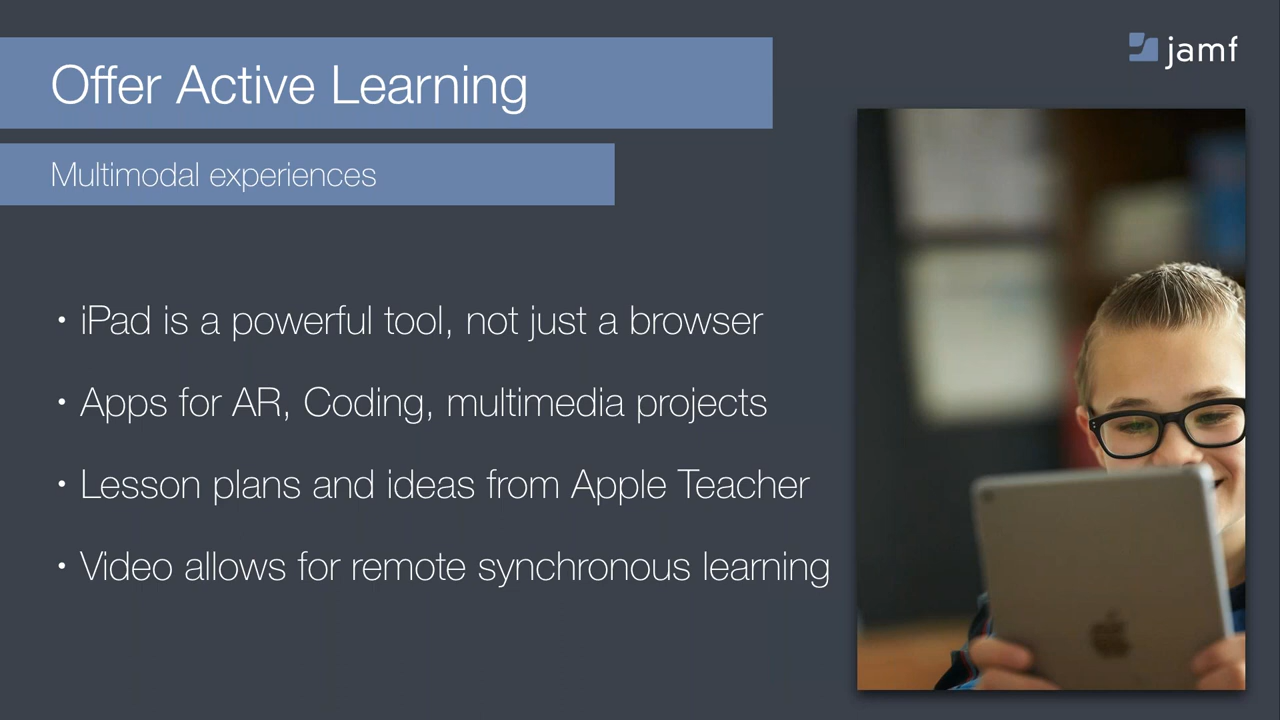 jamf
Offer Active Learning
Multimodal experiences
• iPad is a powerful tool, not just a browser
• Apps for AR, Coding, multimedia projects
• Lesson plans and ideas from Apple Teacher
• Video allows for remote synchronous learning